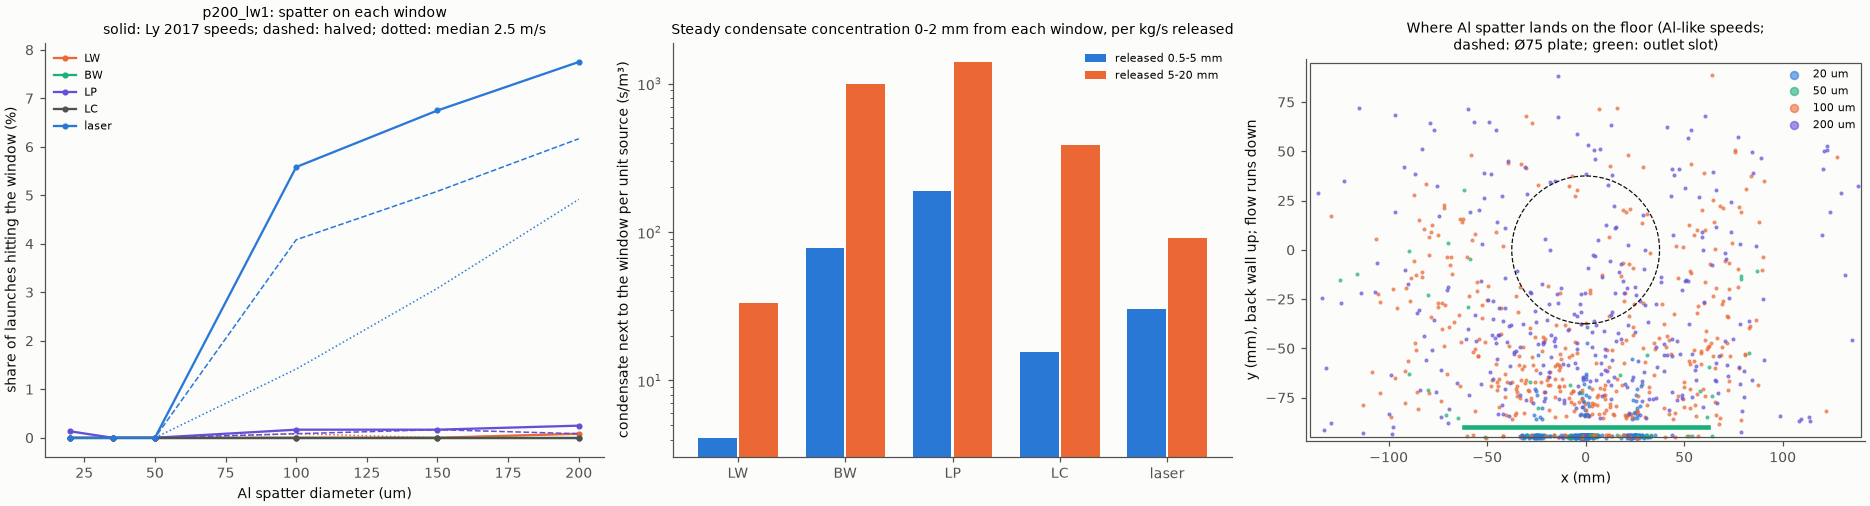 p200_lw1: spatter on each window
solid: Ly 2017 speeds; dashed: halved; dotted: median 2.5 m/s
share of launches hitting the window (%)
8
7
6
5
4
3
2
1
0
LW
BW
LP
LC
laser
25
50
75
100
125
150
175
200
Al spatter diameter (um)
Steady condensate concentration 0-2 mm from each window, per kg/s released
condensate next to the window per unit source (s/m³)
10³
10²
10¹
released 0.5-5 mm
released 5-20 mm
LW
BW
LP
LC
laser
Where Al spatter lands on the floor (Al-like speeds;
dashed: Ø75 plate; green: outlet slot)
y (mm), back wall up; flow runs down
75
50
25
0
−25
−50
−75
20 um
50 um
100 um
200 um
−100
−50
0
50
100
x (mm)